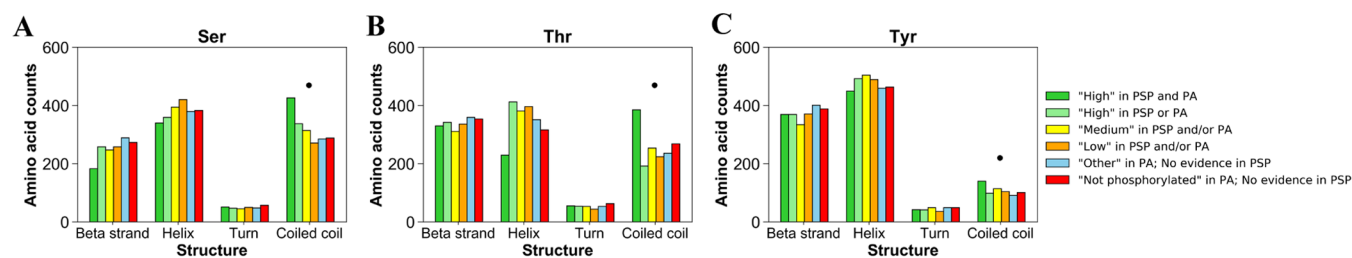 A
Ser
Amino acid counts
600
400
200
0
Beta strand Helix Turn Coiled coil
Structure
B
Thr
Amino acid counts
600
400
200
0
Beta strand Helix Turn Coiled coil
Structure
C
Tyr
Amino acid counts
600
400
200
0
Beta strand Helix Turn Coiled coil
Structure
"High" in PSP and PA
"High" in PSP or PA
"Medium" in PSP and/or PA
"Low" in PSP and/or PA
"Other" in PA; No evidence in PSP
"Not phosphorylated" in PA; No evidence in PSP